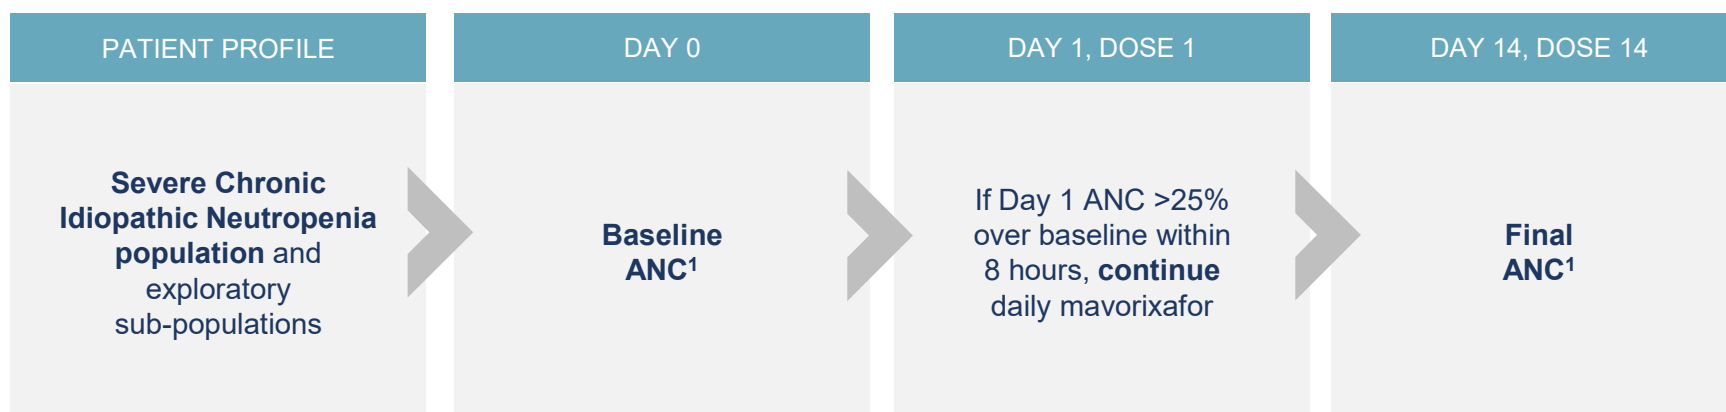 PATIENT PROFILE
Severe Chronic
Idiopathic Neutropenia
population and
exploratory
sub-populations
DAY 0
Baseline
ANC¹
DAY 1, DOSE 1
If Day 1 ANC >25%
over baseline within
8 hours, continue
daily mavorixafor
DAY 14, DOSE 14
Final
ANC¹